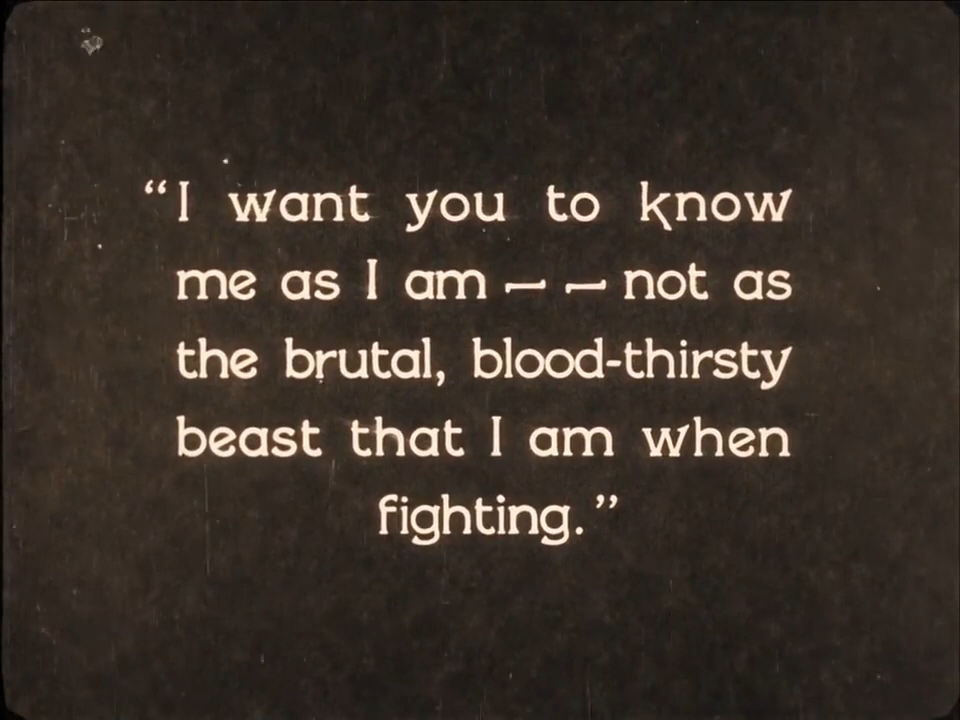 “I want you to know
me as I am — — not as
the brutal, blood-thirsty
beast that I am when
fighting.”